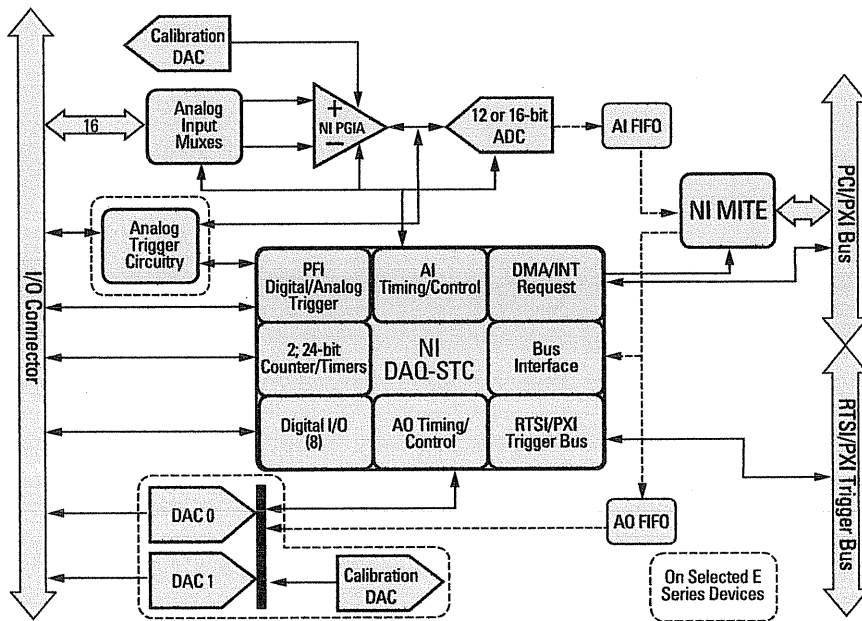 Calibration
DAC
16
Analog
Input
Muxes
+
NI PGIA
−
12 or 16-bit
ADC
AI FIFO
NI MITE
PCI/PXI Bus
Analog
Trigger
Circuitry
I/O Connector
PFI
Digital/Analog
Trigger
AI
Timing/Control
DMA/INT
Request
2; 24-bit
Counter/Timers
NI
DAQ-STC
Bus
Interface
Digital I/O
(8)
AO Timing/
Control
RTSI/PXI
Trigger Bus
RTSI/PXI Trigger Bus
DAC 0
AO FIFO
DAC 1
Calibration
DAC
On Selected E
Series Devices